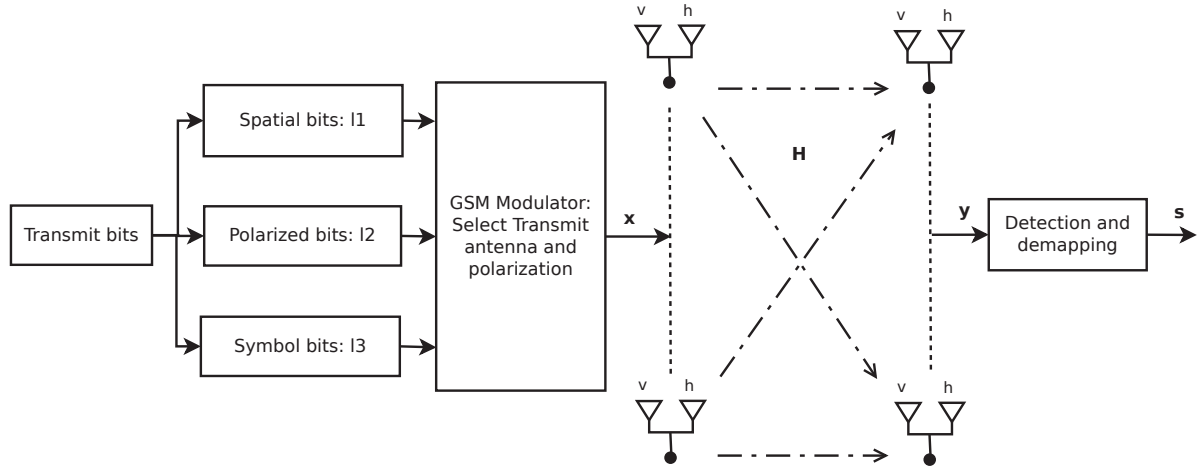 Transmit bits
Spatial bits: l1
Polarized bits: l2
Symbol bits: l3
GSM Modulator:
Select Transmit
antenna and
polarization
x
v h
v h
H
v h
v h
y
Detection and
demapping
s